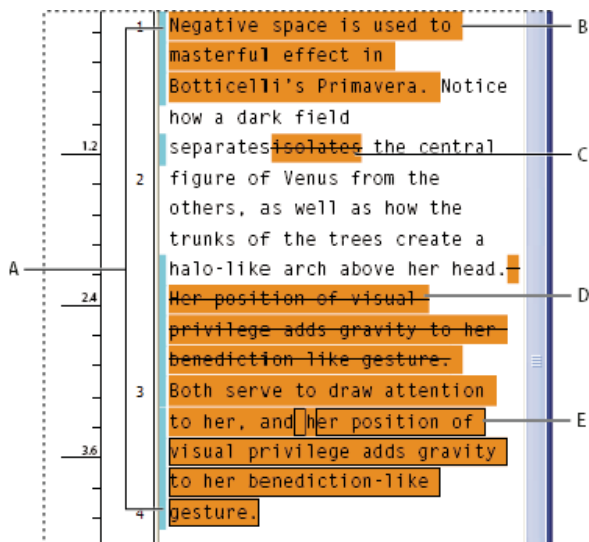 1 Negative space is used to B
masterful effect in
Botticelli's Primavera. Notice
how a dark field
1.2 separates isolates the central C
2 figure of Venus from the
others, as well as how the
trunks of the trees create a
A halo-like arch above her head.
2.4 Her position of visual D
privilege adds gravity to her
benediction like gesture.
3 Both serve to draw attention
to her, and her position of E
3.6 visual privilege adds gravity
to her benediction-like
4 gesture.